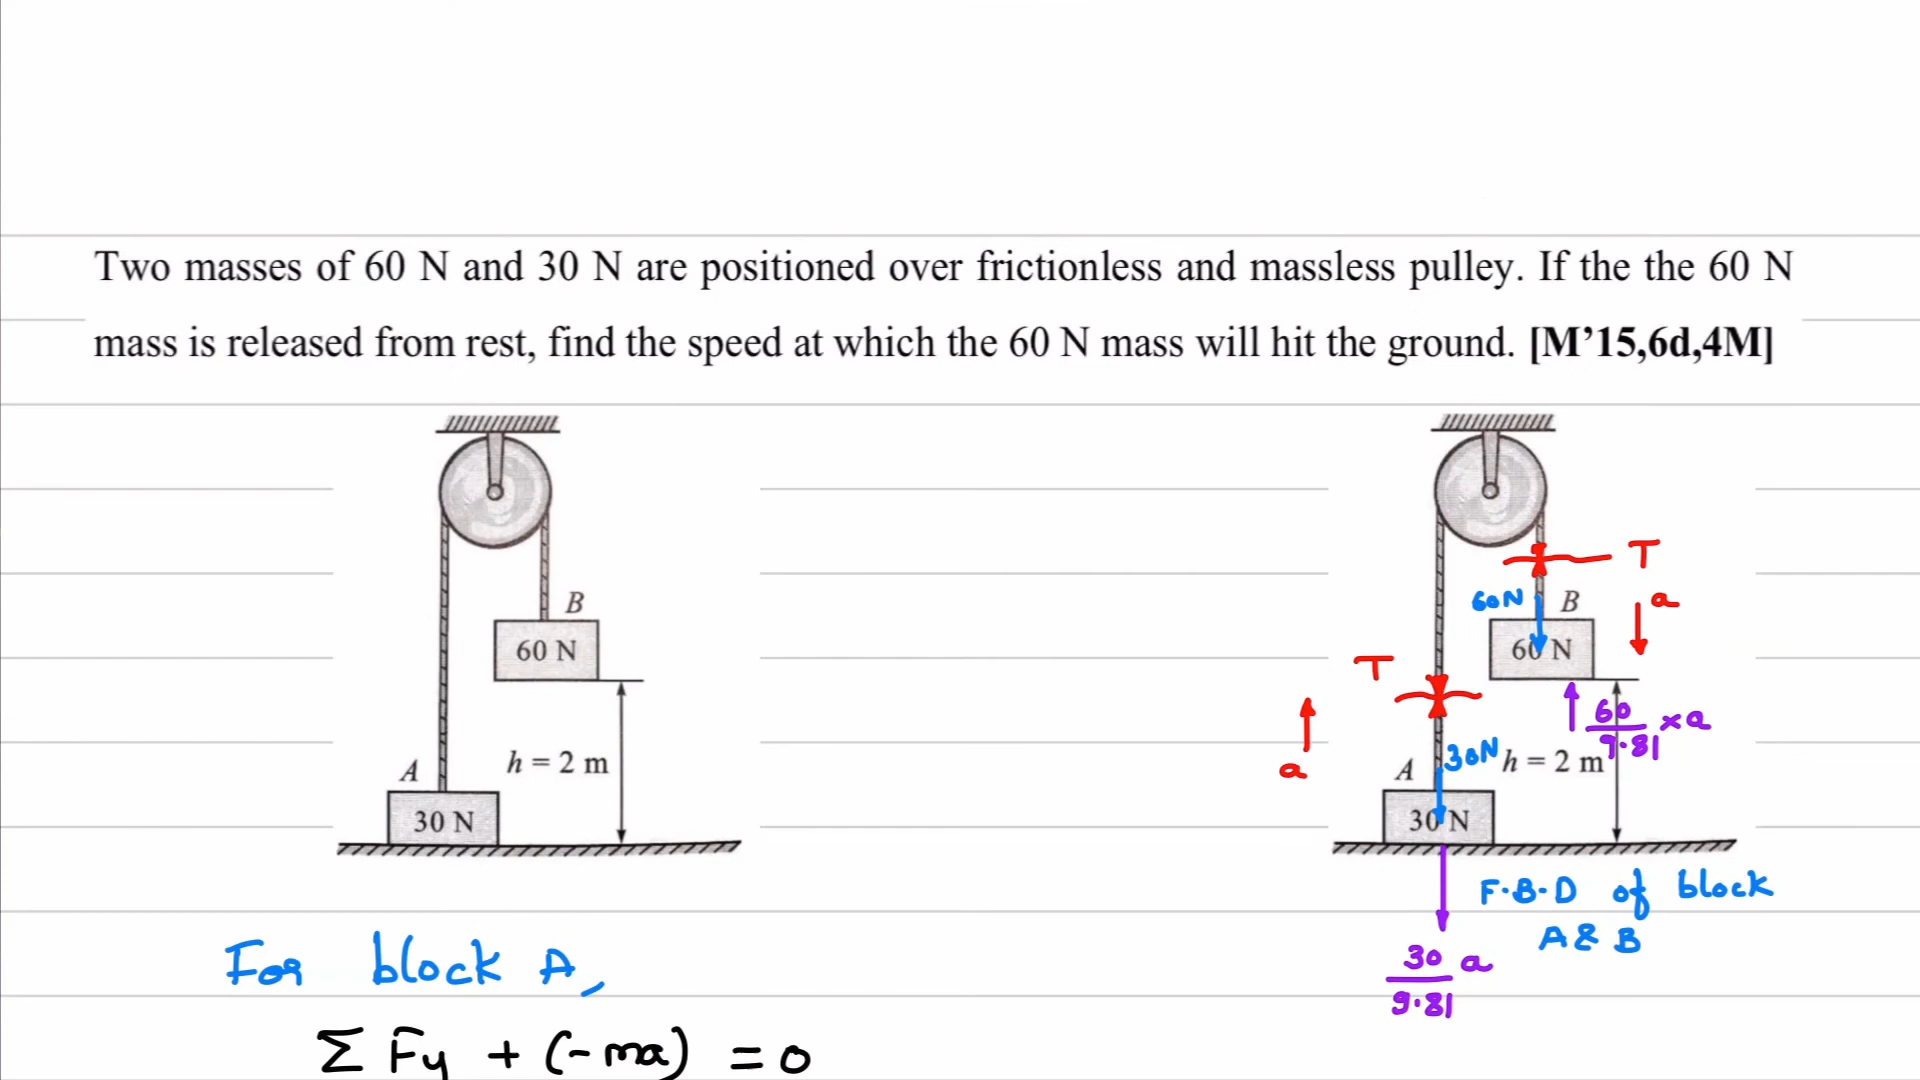 Two masses of 60 N and 30 N are positioned over frictionless and massless pulley. If the the 60 N
mass is released from rest, find the speed at which the 60 N mass will hit the ground. [M’15,6d,4M]
B
60 N
A
h = 2 m
30 N
T
60N
B
a
60 N
T
60/9.81 × a
a
30N
h = 2 m
A
30 N
F.B.D of block
A & B
30/9.81 a
For block A,
Σ Fy + (- ma) = 0